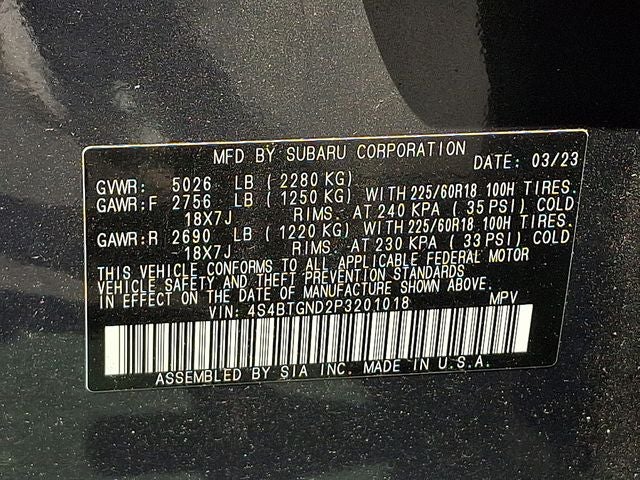 MFD BY SUBARU CORPORATION DATE: 03/23
GVWR: 5026 LB ( 2280 KG)
GAWR:F 2756 LB ( 1250 KG) WITH 225/60R18 100H TIRES.
18X7J RIMS. AT 240 KPA ( 35 PSI) COLD
GAWR:R 2690 LB ( 1220 KG) WITH 225/60R18 100H TIRES.
18X7J RIMS. AT 230 KPA ( 33 PSI) COLD
THIS VEHICLE CONFORMS TO ALL APPLICABLE FEDERAL MOTOR
VEHICLE SAFETY AND THEFT PREVENTION STANDARDS
IN EFFECT ON THE DATE OF MANUFACTURE SHOWN ABOVE.
VIN: 4S4BTGND2P3201018 MPV
ASSEMBLED BY SIA INC. MADE IN U.S.A.